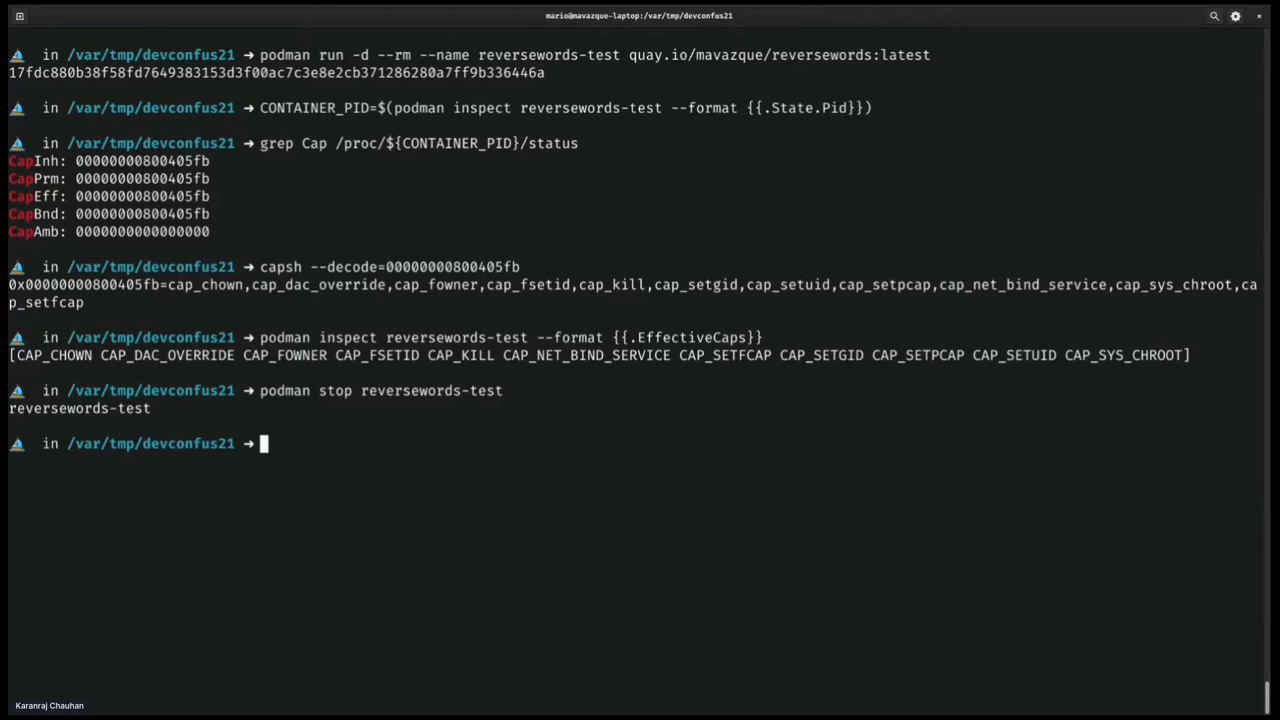 mario@mavazque-laptop:/var/tmp/devconfus21
in /var/tmp/devconfus21 ➜ podman run -d --rm --name reversewords-test quay.io/mavazque/reversewords:latest
17fdc880b38f58fd7649383153d3f00ac7c3e8e2cb371286280a7ff9b336446a
in /var/tmp/devconfus21 ➜ CONTAINER_PID=$(podman inspect reversewords-test --format {{.State.Pid}})
in /var/tmp/devconfus21 ➜ grep Cap /proc/${CONTAINER_PID}/status
CapInh: 00000000800405fb
CapPrm: 00000000800405fb
CapEff: 00000000800405fb
CapBnd: 00000000800405fb
CapAmb: 0000000000000000
in /var/tmp/devconfus21 ➜ capsh --decode=00000000800405fb
0x00000000800405fb=cap_chown,cap_dac_override,cap_fowner,cap_fsetid,cap_kill,cap_setgid,cap_setuid,cap_setpcap,cap_net_bind_service,cap_sys_chroot,ca
p_setfcap
in /var/tmp/devconfus21 ➜ podman inspect reversewords-test --format {{.EffectiveCaps}}
[CAP_CHOWN CAP_DAC_OVERRIDE CAP_FOWNER CAP_FSETID CAP_KILL CAP_NET_BIND_SERVICE CAP_SETFCAP CAP_SETGID CAP_SETPCAP CAP_SETUID CAP_SYS_CHROOT]
in /var/tmp/devconfus21 ➜ podman stop reversewords-test
reversewords-test
in /var/tmp/devconfus21 ➜
Karanraj Chauhan